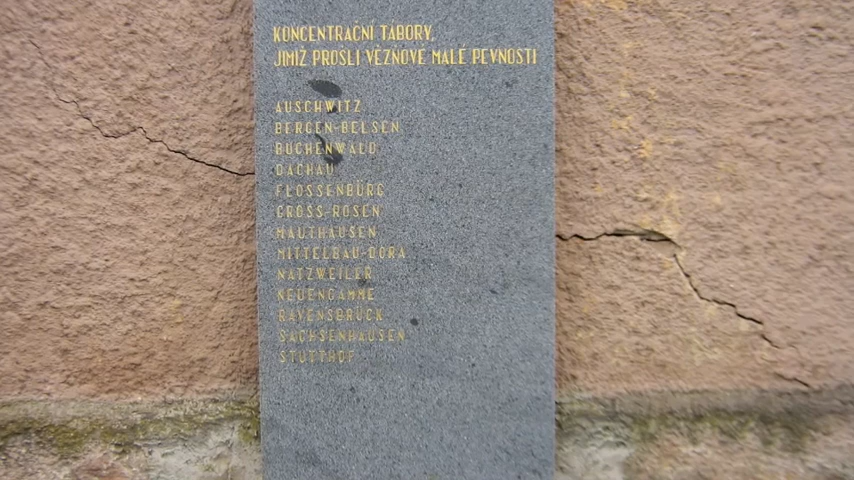 KONCENTRAČNÍ TÁBORY,
JIMIŽ PROŠLI VĚZŇOVÉ MALÉ PEVNOSTI
AUSCHWITZ
BERGEN-BELSEN
BUCHENWALD
DACHAU
FLOSSENBÜRG
GROSS-ROSEN
MAUTHAUSEN
MITTELBAU-DORA
NATZWEILER
NEUENGAMME
RAVENSBRÜCK
SACHSENHAUSEN
STUTTHOF